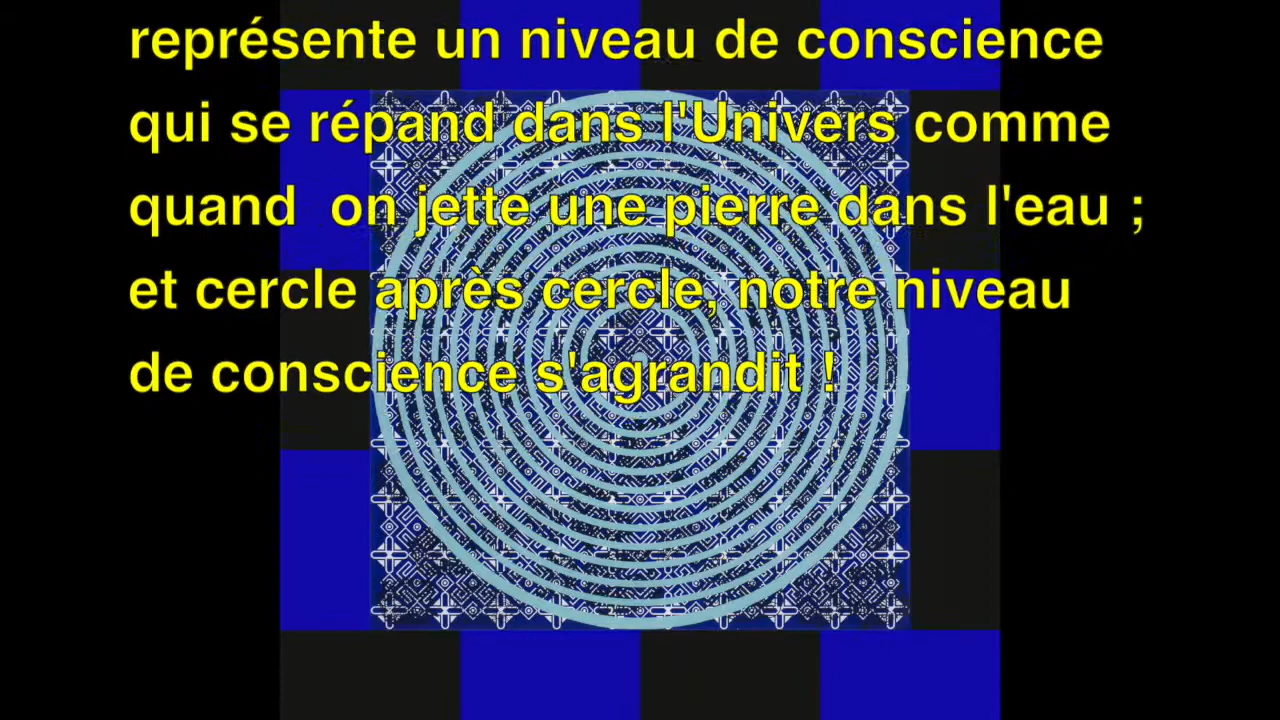 représente un niveau de conscience
qui se répand dans l'Univers comme
quand  on jette une pierre dans l'eau ;
et cercle après cercle, notre niveau
de conscience s'agrandit !